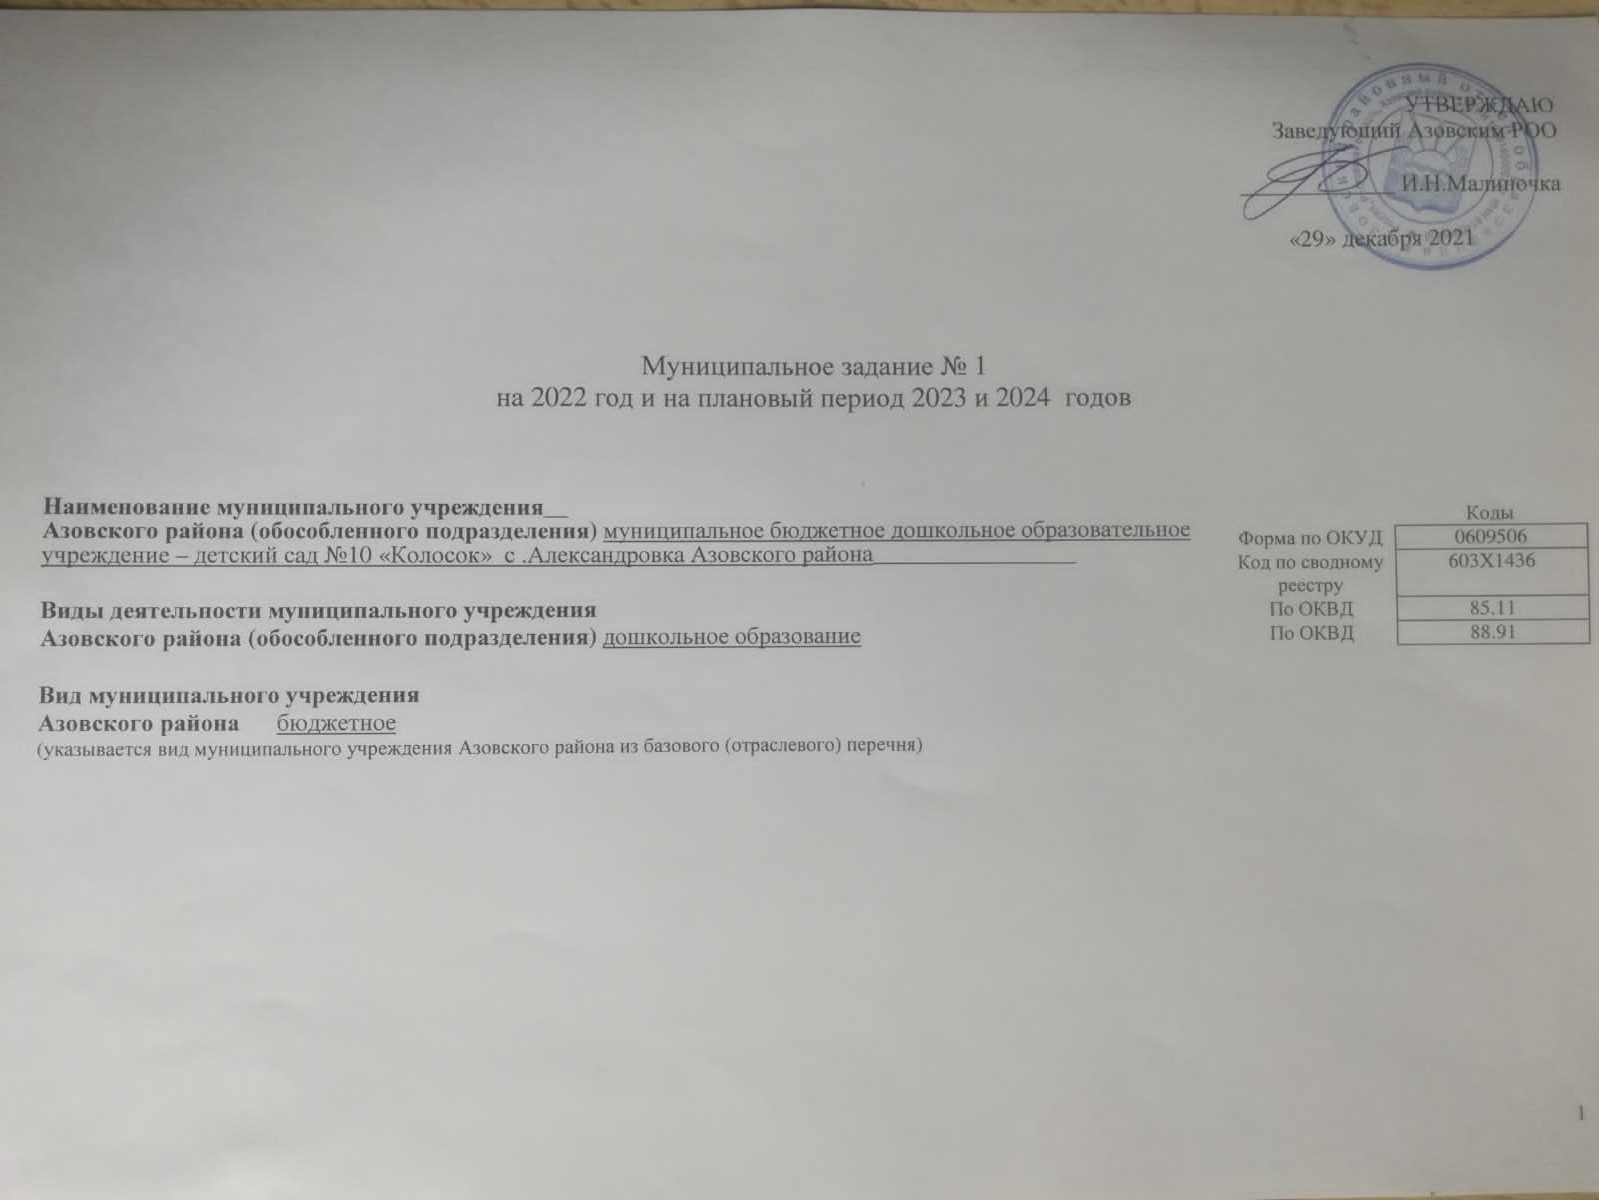 УТВЕРЖДАЮ
Заведующий Азовским РОО
И.Н.Малиночка
«29» декабря 2021
Муниципальное задание № 1
на 2022 год и на плановый период 2023 и 2024 годов
Наименование муниципального учреждения__
Азовского района (обособленного подразделения) муниципальное бюджетное дошкольное образовательное
учреждение – детский сад №10 «Колосок» с .Александровка Азовского района
Виды деятельности муниципального учреждения
Азовского района (обособленного подразделения) дошкольное образование
Вид муниципального учреждения
Азовского района бюджетное
(указывается вид муниципального учреждения Азовского района из базового (отраслевого) перечня)
Коды
Форма по ОКУД 0609506
Код по сводному 603Х1436
реестру
По ОКВД 85.11
По ОКВД 88.91
1